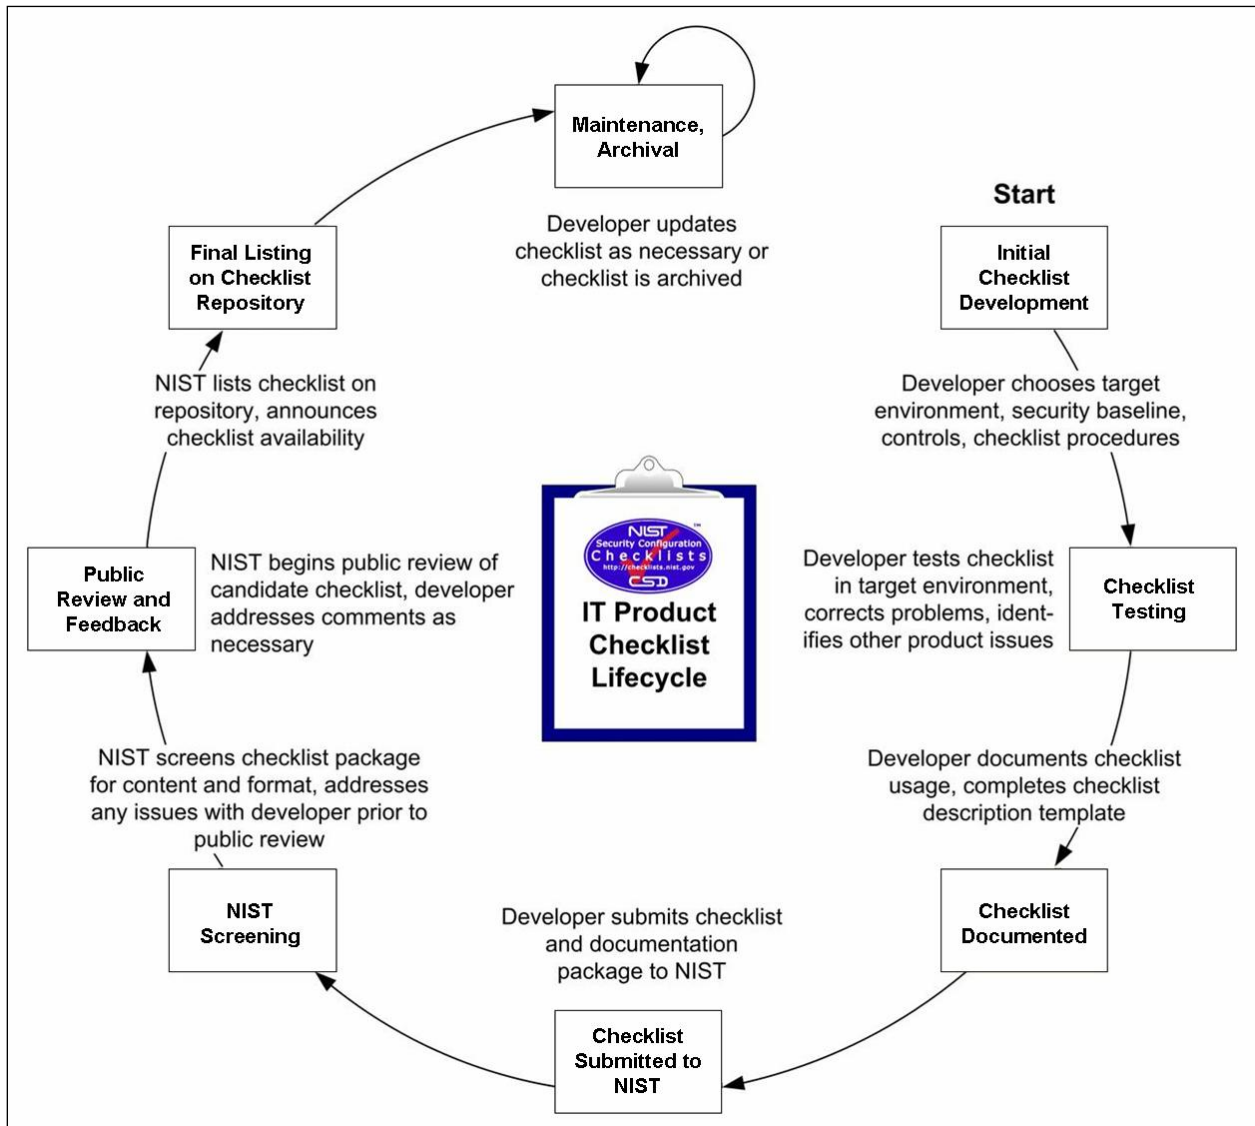 Start
Initial
Checklist
Development
Developer chooses target
environment, security baseline,
controls, checklist procedures
Checklist
Testing
Developer tests checklist
in target environment,
corrects problems, ident-
ifies other product issues
Developer documents checklist
usage, completes checklist
description template
Checklist
Documented
Developer submits checklist
and documentation
package to NIST
Checklist
Submitted to
NIST
NIST
Screening
NIST screens checklist package
for content and format, addresses
any issues with developer prior to
public review
Public
Review and
Feedback
NIST begins public review of
candidate checklist, developer
addresses comments as
necessary
NIST lists checklist on
repository, announces
checklist availability
Final Listing
on Checklist
Repository
Maintenance,
Archival
Developer updates
checklist as necessary or
checklist is archived
NIST ™
Security Configuration
Checklists
http://checklists.nist.gov
CSD
IT Product
Checklist
Lifecycle